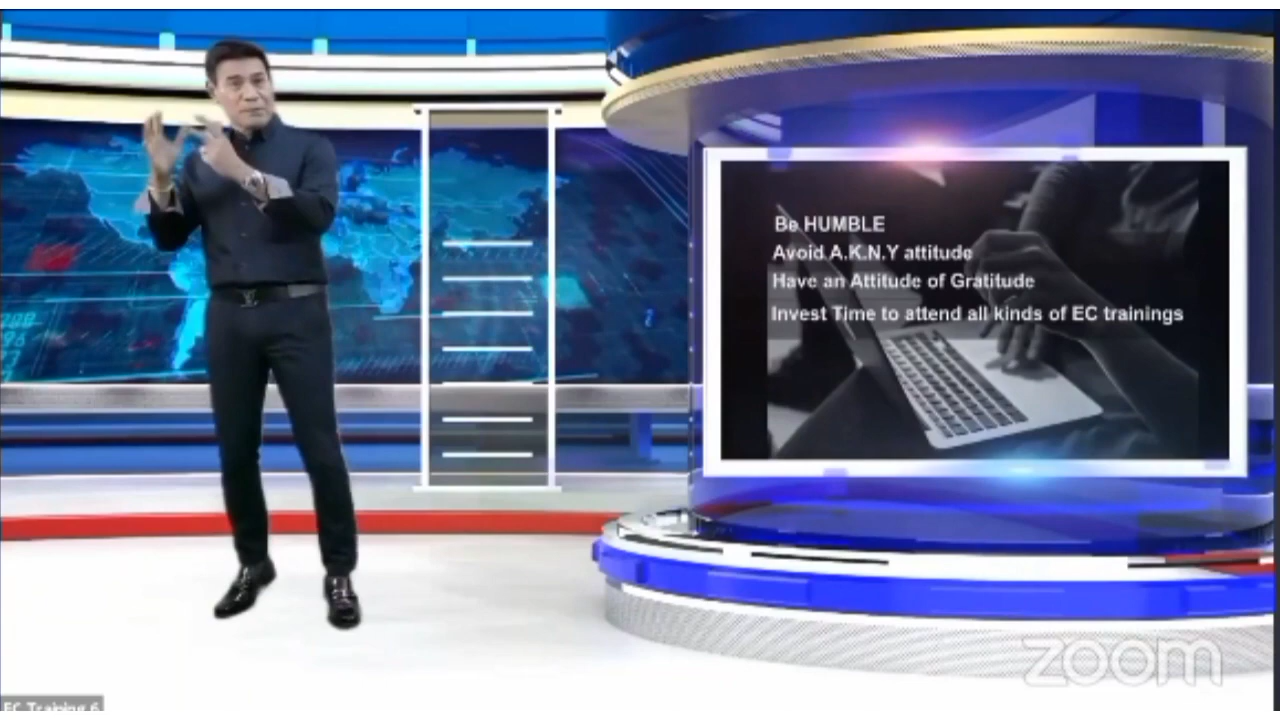 Be HUMBLE
Avoid A.K.N.Y attitude
Have an Attitude of Gratitude
Invest Time to attend all kinds of EC trainings
zoom
EC Training 6